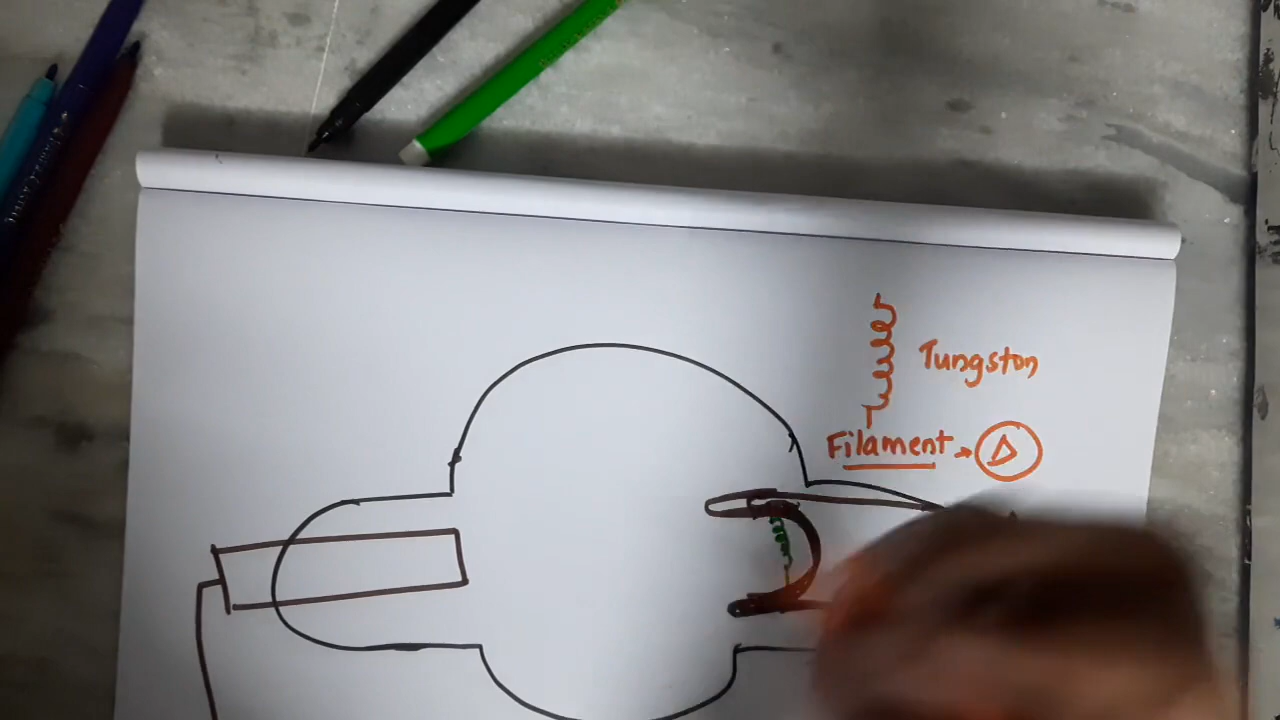 Tungston
Filament → Δ